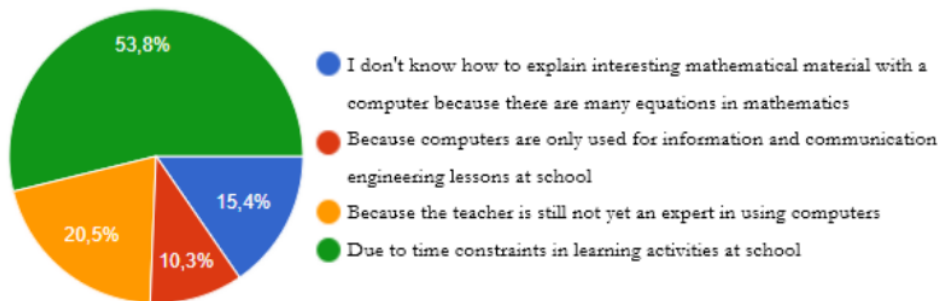 53,8%
15,4%
20,5%
10,3%
I don't know how to explain interesting mathematical material with a
computer because there are many equations in mathematics
Because computers are only used for information and communication
engineering lessons at school
Because the teacher is still not yet an expert in using computers
Due to time constraints in learning activities at school